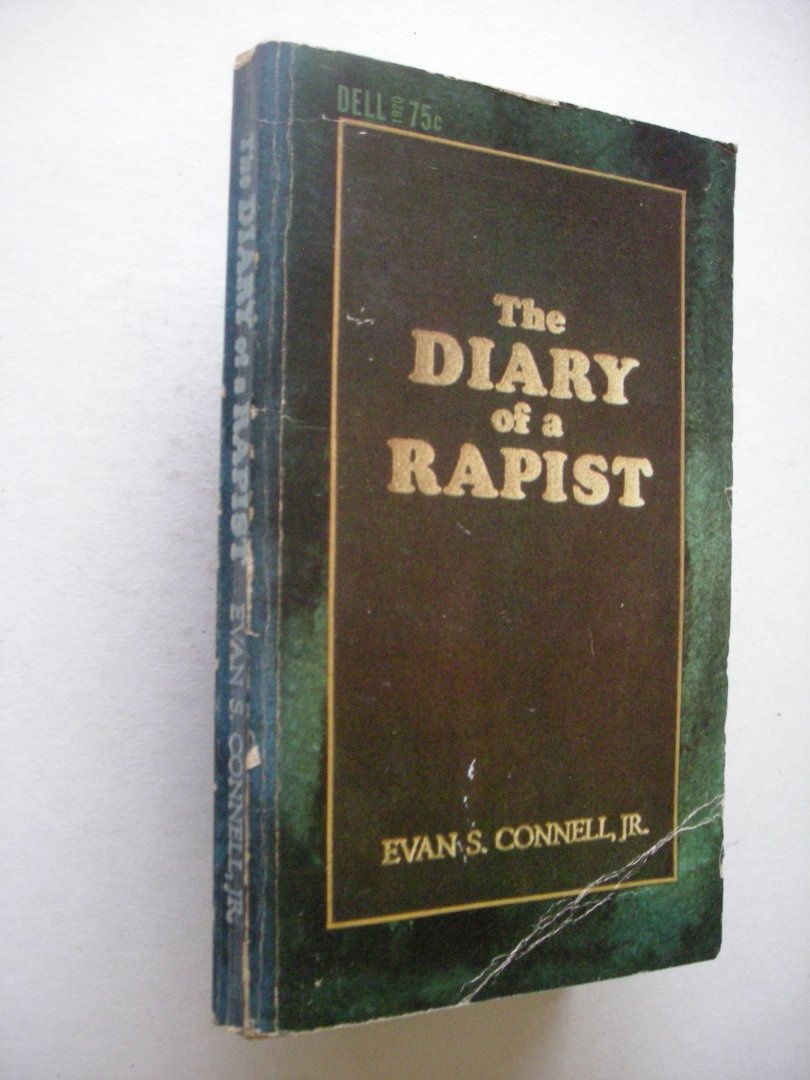 DELL 1920 75c
The
DIARY
of a
RAPIST
EVAN S. CONNELL, JR.
The DIARY of a RAPIST EVAN S. CONNELL, JR.